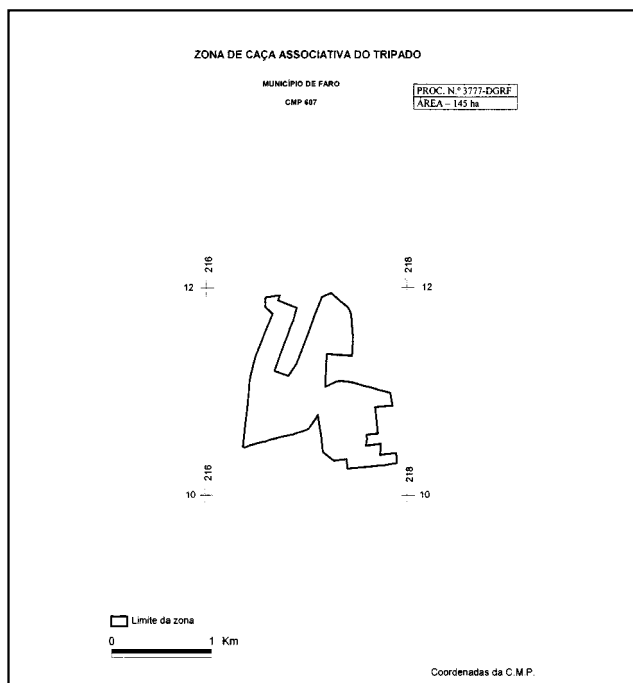 ZONA DE CAÇA ASSOCIATIVA DO TRIPADO
MUNICÍPIO DE FARO
CMP 607
PROC. N.º 3777-DGRF
ÁREA – 145 ha
216
218
12
12
216
218
10
10
Limite da zona
0 1 Km
Coordenadas da C.M.P.